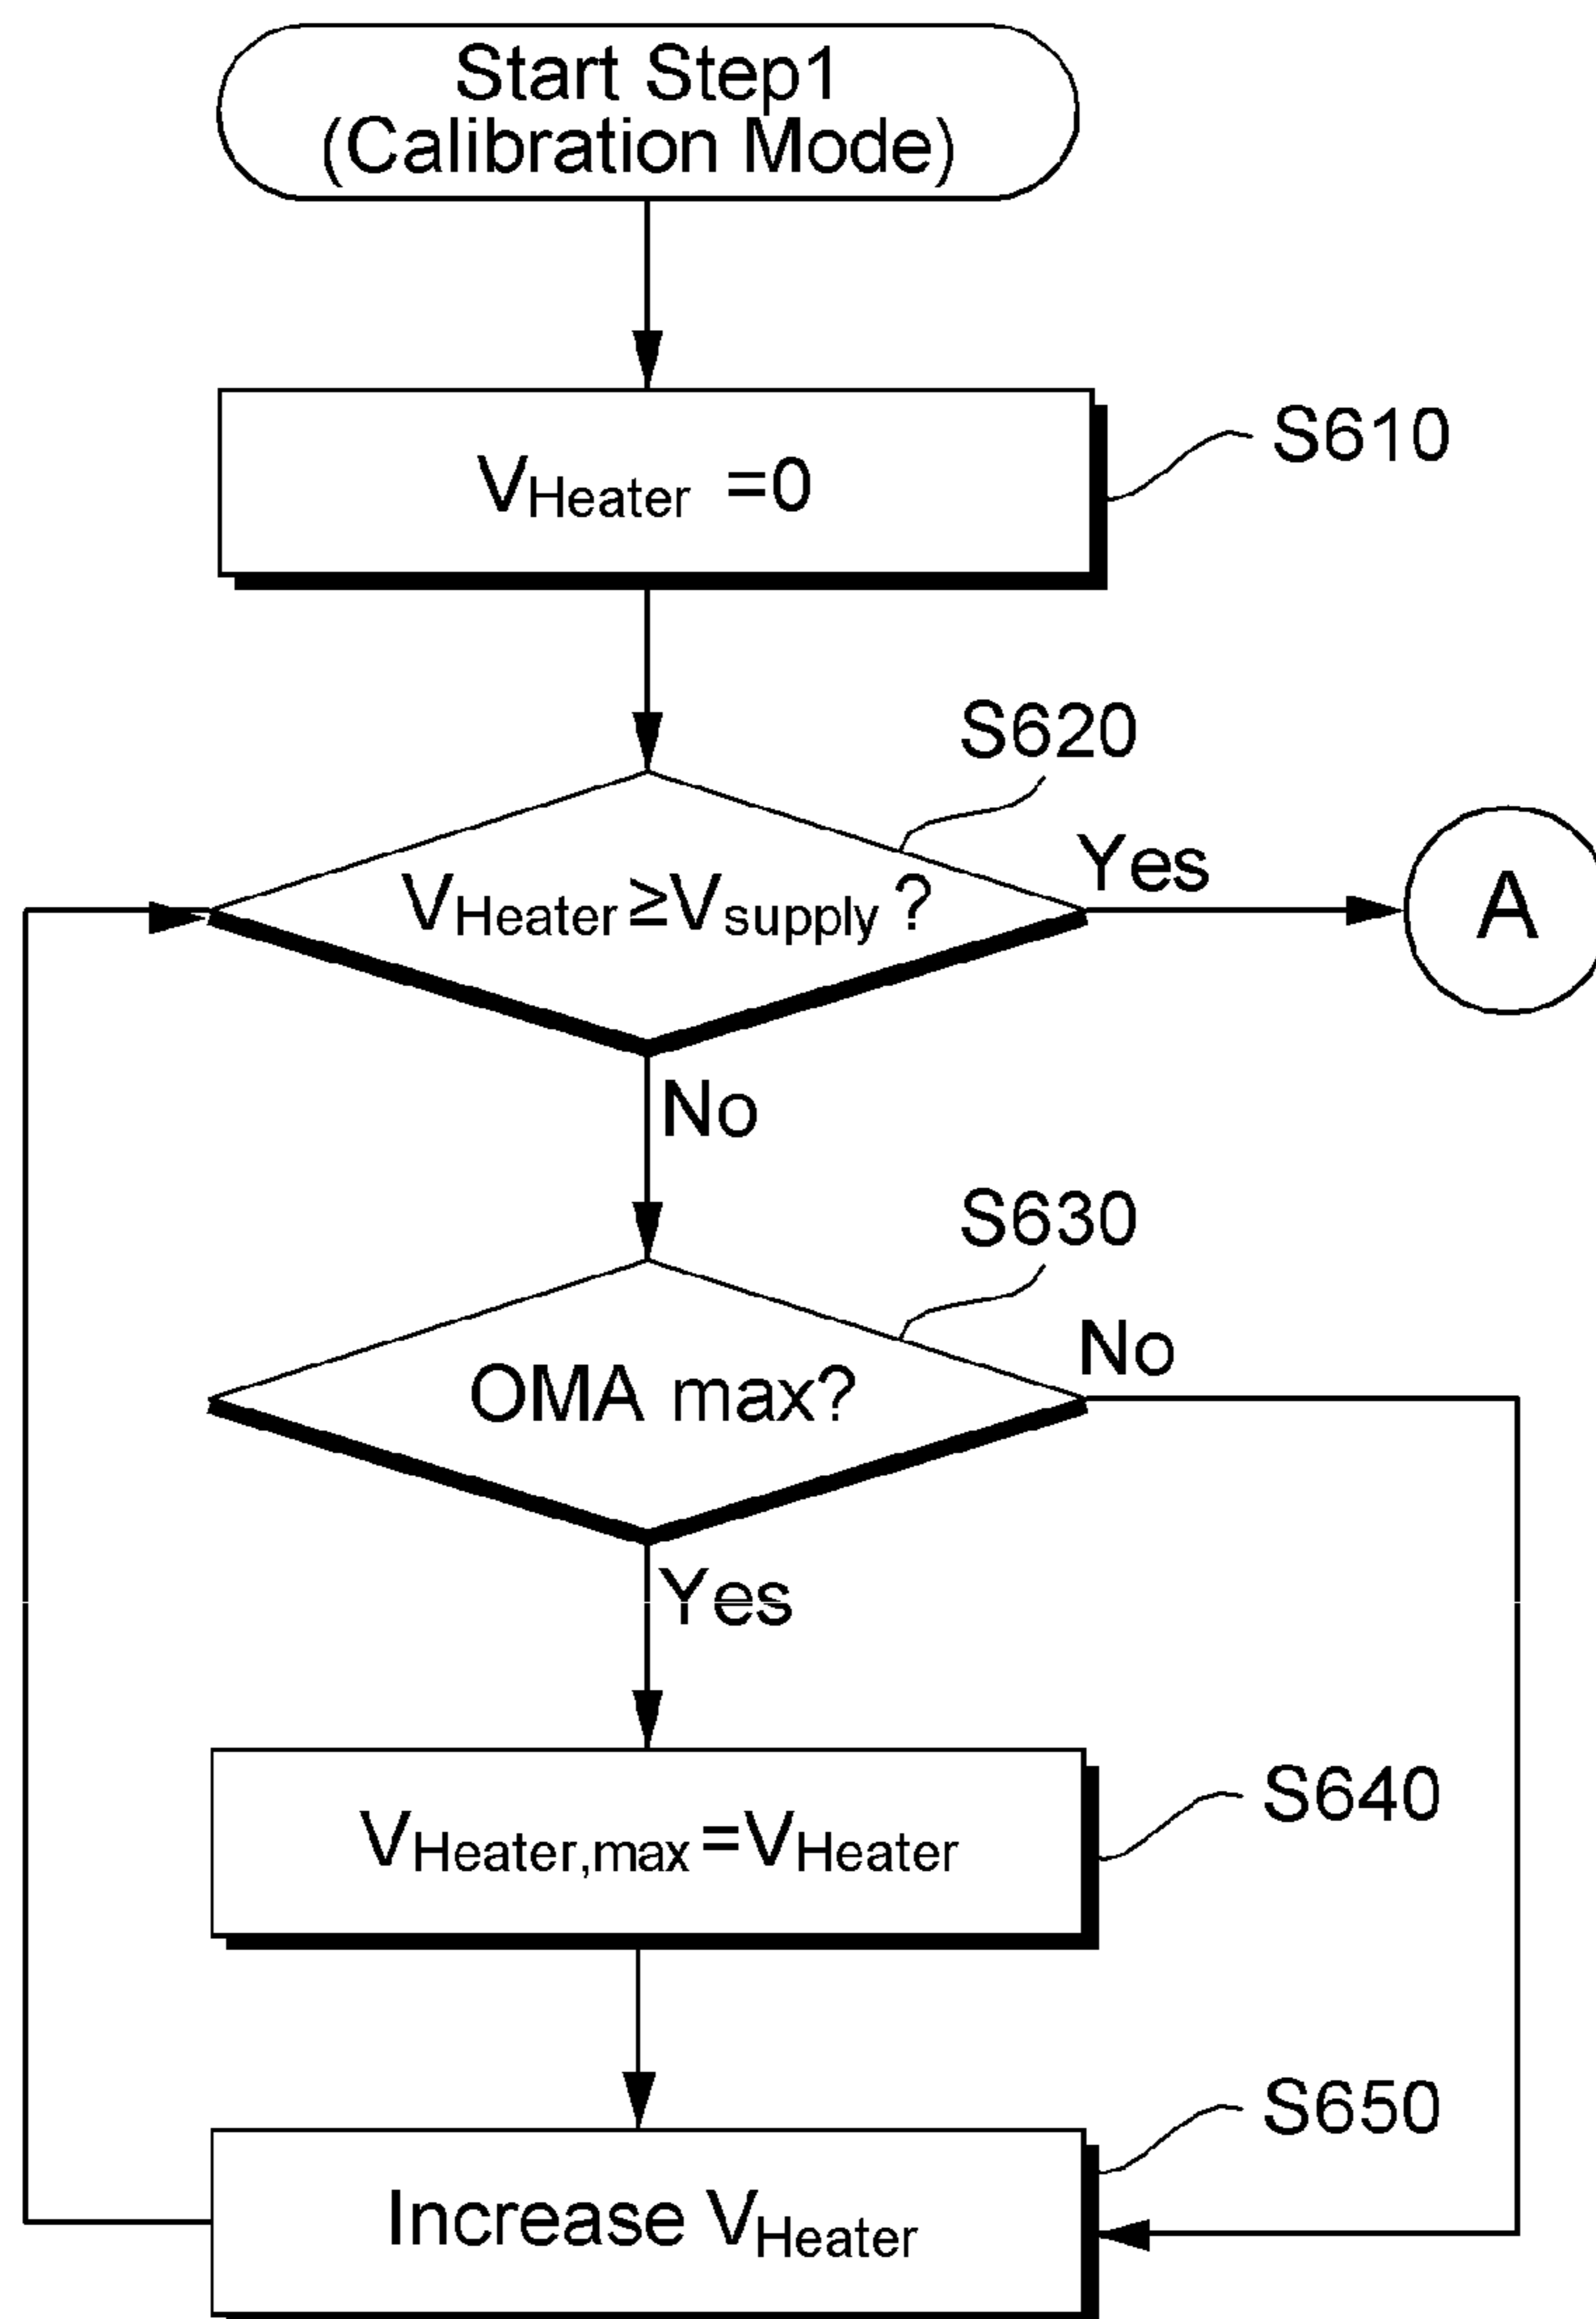 Start Step1
(Calibration Mode)
VHeater =0
S610
S620
VHeater≥Vsupply?
Yes
A
No
S630
OMA max?
No
Yes
VHeater,max=VHeater
S640
S650
Increase VHeater